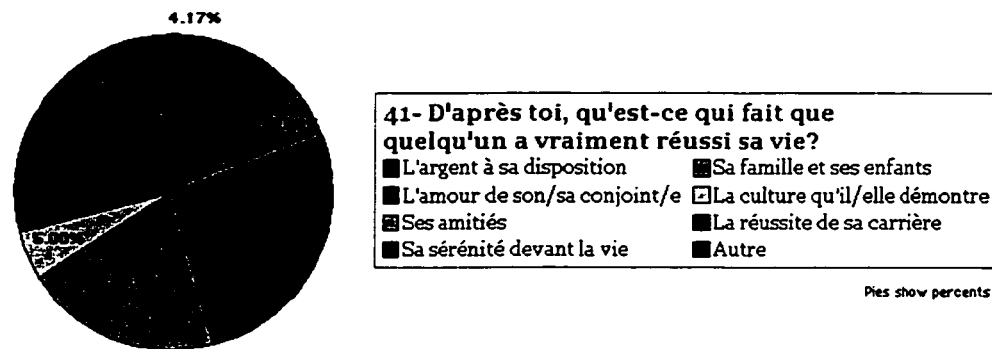 4.17%
41- D'après toi, qu'est-ce qui fait que
quelqu'un a vraiment réussi sa vie?
L'argent à sa disposition
Sa famille et ses enfants
L'amour de son/sa conjoint/e
La culture qu'il/elle démontre
Ses amitiés
La réussite de sa carrière
Sa sérénité devant la vie
Autre
5.00%
Pies show percents